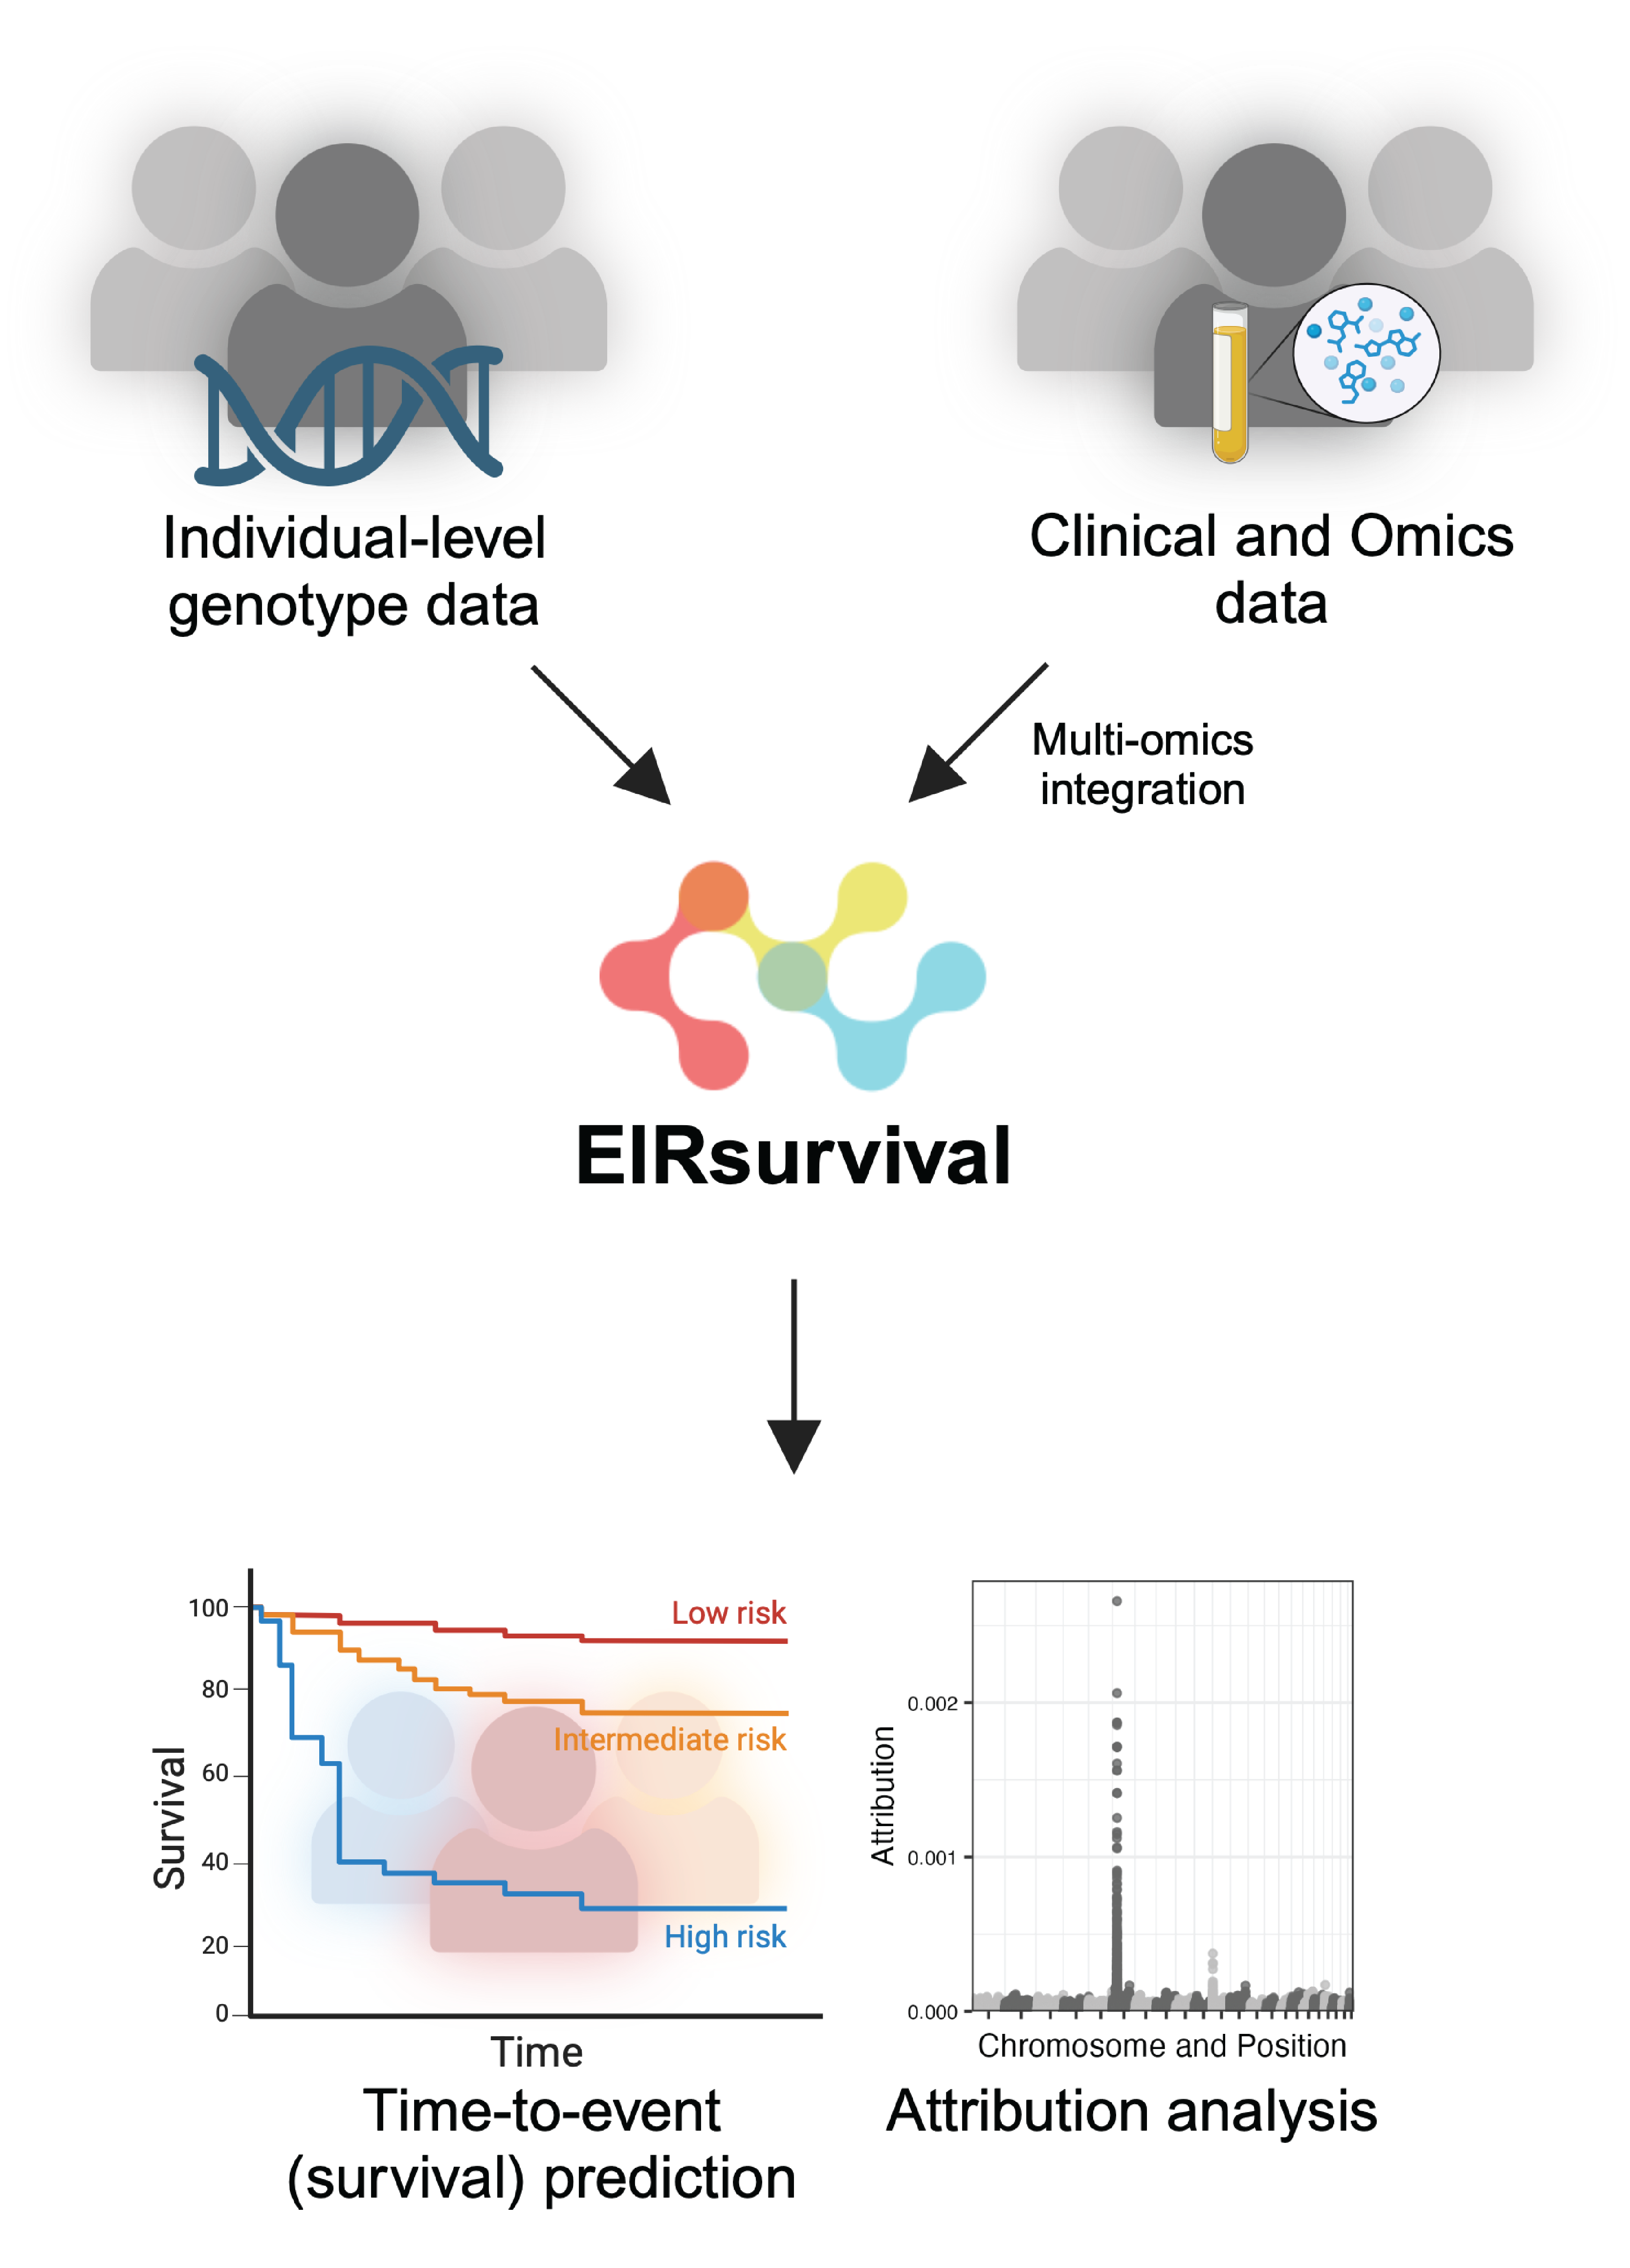 Individual-level
genotype data
Clinical and Omics
data
Multi-omics
integration
EIRsurvival
100
80
60
40
20
0
Survival
Low risk
Intermediate risk
High risk
Time
Time-to-event
(survival) prediction
0.002
0.001
0.000
Attribution
Chromosome and Position
Attribution analysis